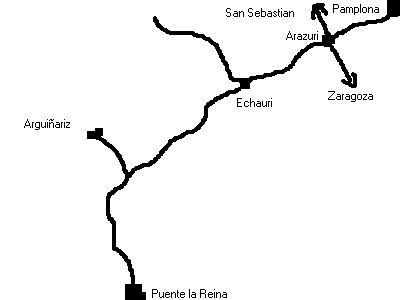 Pamplona
San Sebastian
Arazuri
Zaragoza
Echauri
Arguiñariz
Puente la Reina